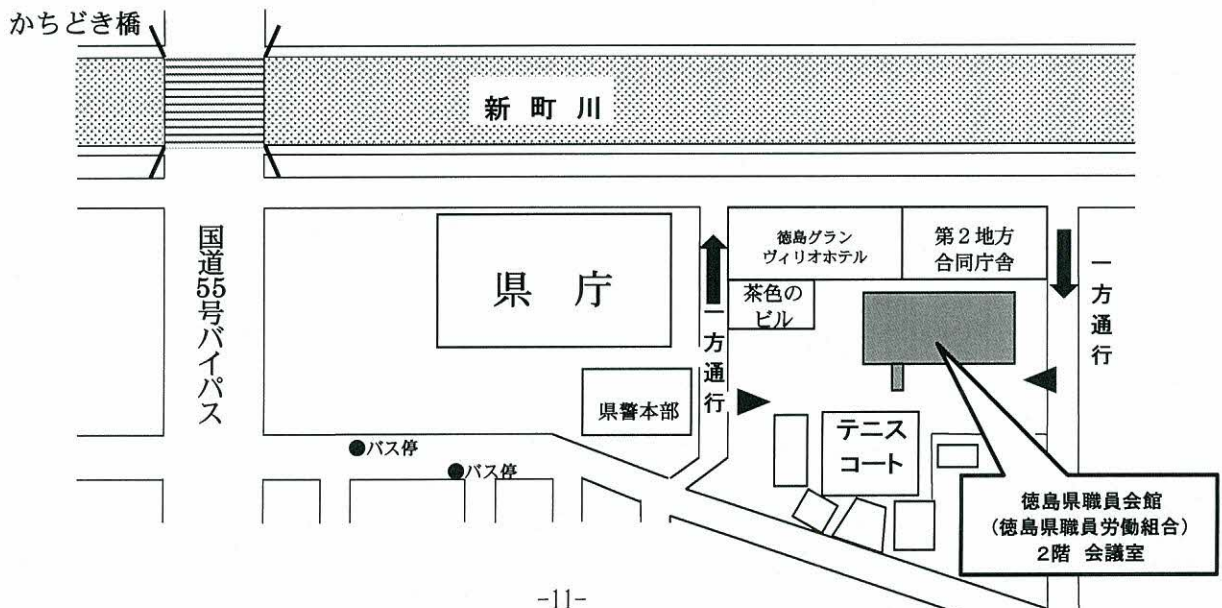 かちどき橋
新町川
国道55号バイパス
県庁
徳島グラン
ヴィリオホテル
第2地方
合同庁舎
茶色の
ビル
一方通行
一方通行
県警本部
テニス
コート
●バス停
●バス停
徳島県職員会館
(徳島県職員労働組合)
2階 会議室
-11-